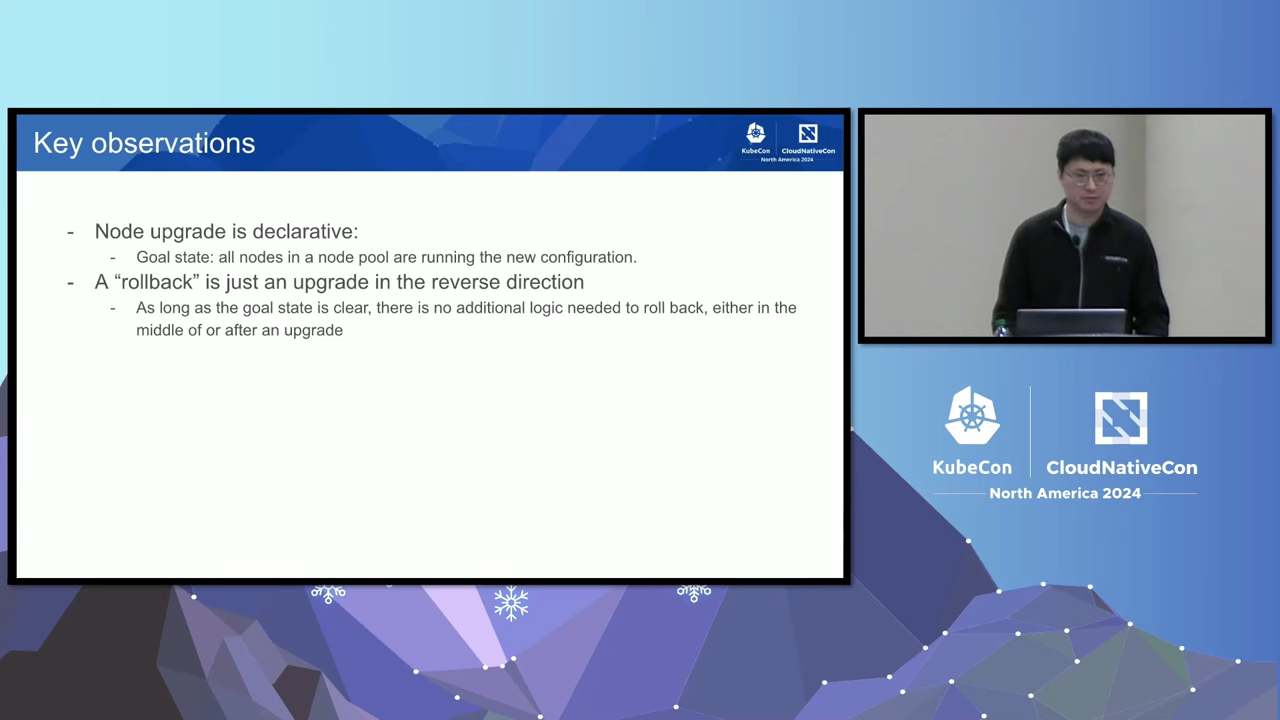 Key observations
KubeCon
CloudNativeCon
North America 2024
- Node upgrade is declarative:
- Goal state: all nodes in a node pool are running the new configuration.
- A “rollback” is just an upgrade in the reverse direction
- As long as the goal state is clear, there is no additional logic needed to roll back, either in the
middle of or after an upgrade
KubeCon
CloudNativeCon
North America 2024